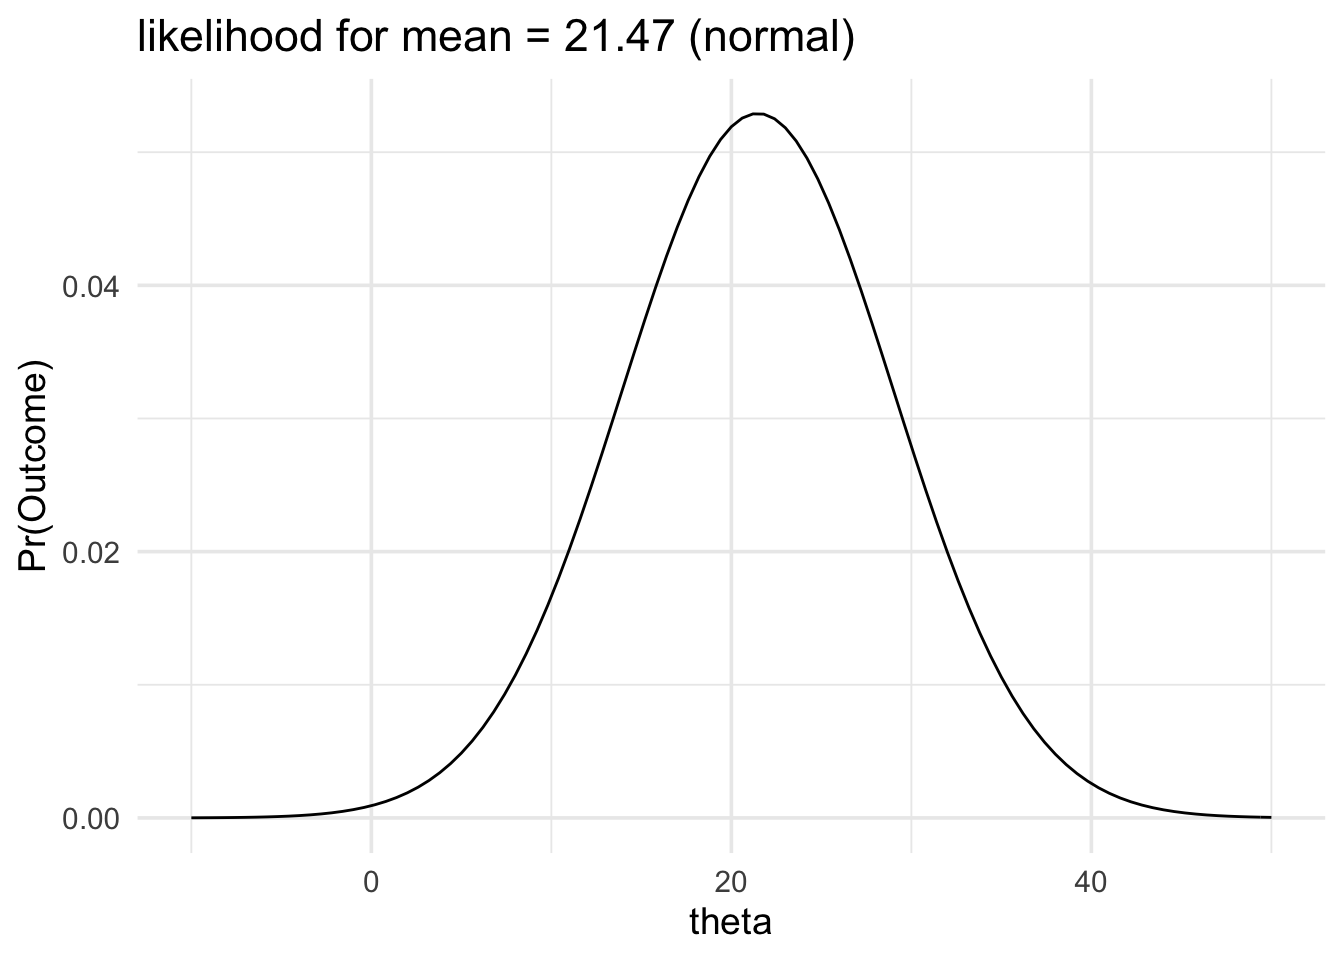 likelihood for mean = 21.47 (normal)
Pr(Outcome)
0.04
0.02
0.00
0
20
40
theta